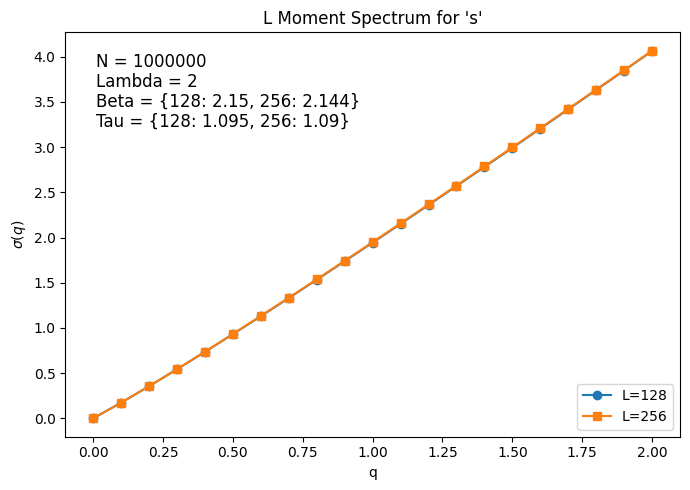 L Moment Spectrum for 's'
N = 1000000
Lambda = 2
Beta = {128: 2.15, 256: 2.144}
Tau = {128: 1.095, 256: 1.09}
σ(q)
4.0
3.5
3.0
2.5
2.0
1.5
1.0
0.5
0.0
L=128
L=256
0.00 0.25 0.50 0.75 1.00 1.25 1.50 1.75 2.00
q